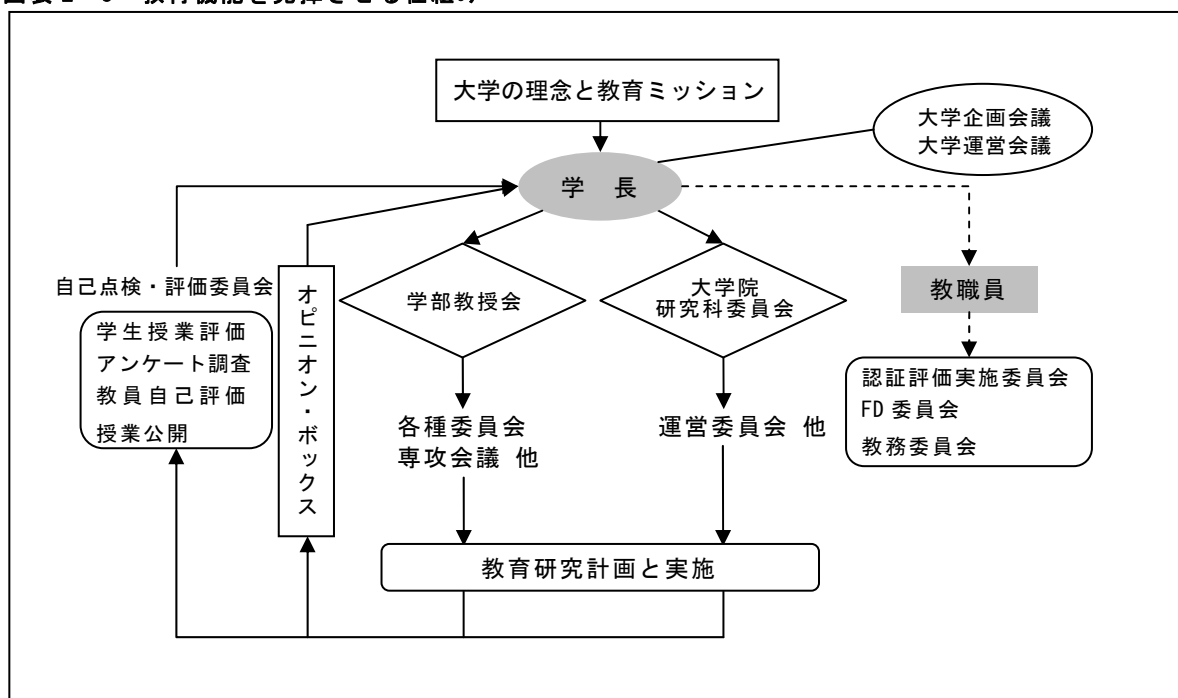 大学の理念と教育ミッション
大学企画会議
大学運営会議
学 長
自己点検・評価委員会
学生授業評価
アンケート調査
教員自己評価
授業公開
オピニオン・ボックス
学部教授会
大学院
研究科委員会
教職員
認証評価実施委員会
FD 委員会
教務委員会
各種委員会
専攻会議 他
運営委員会 他
教育研究計画と実施